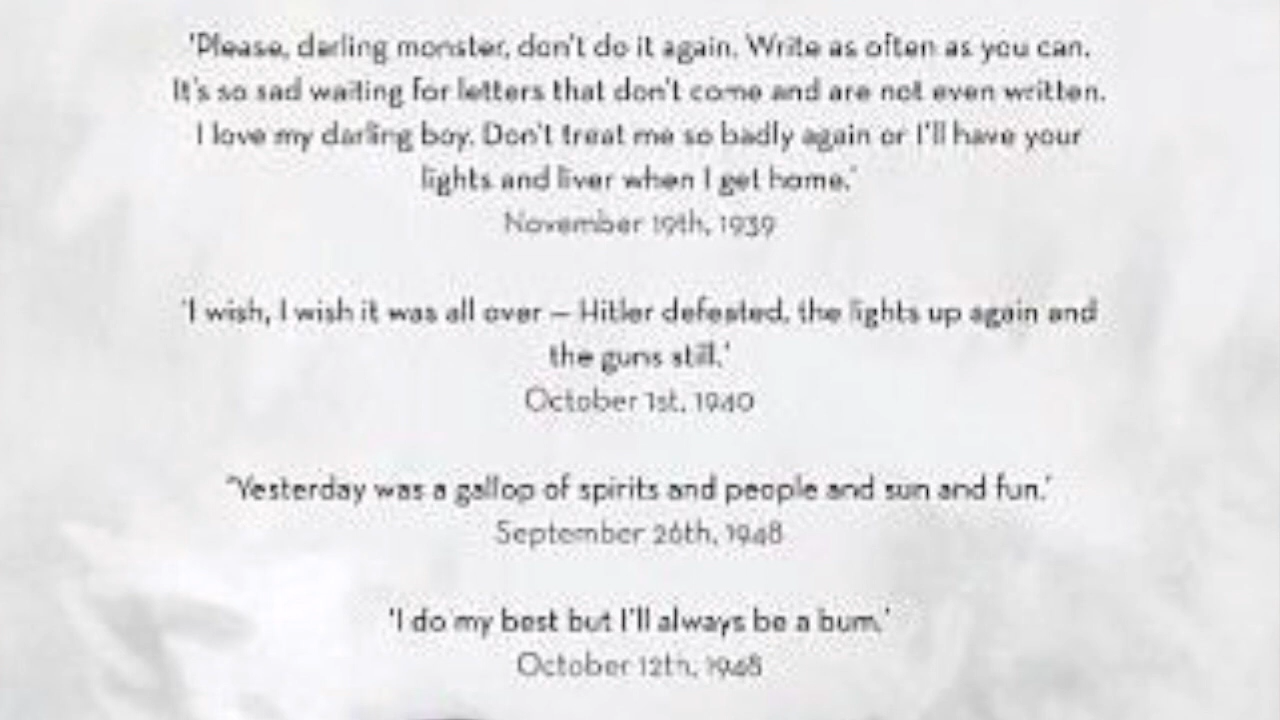 'Please, darling monster, don't do it again. Write as often as you can.
It's so sad waiting for letters that don't come and are not even written.
I love my darling boy. Don't treat me so badly again or I'll have your
lights and liver when I get home.'
November 19th, 1939
'I wish, I wish it was all over – Hitler defeated, the lights up again and
the guns still.'
October 1st, 1940
'Yesterday was a gallop of spirits and people and sun and fun.'
September 26th, 1948
'I do my best but I'll always be a bum.'
October 12th, 1948